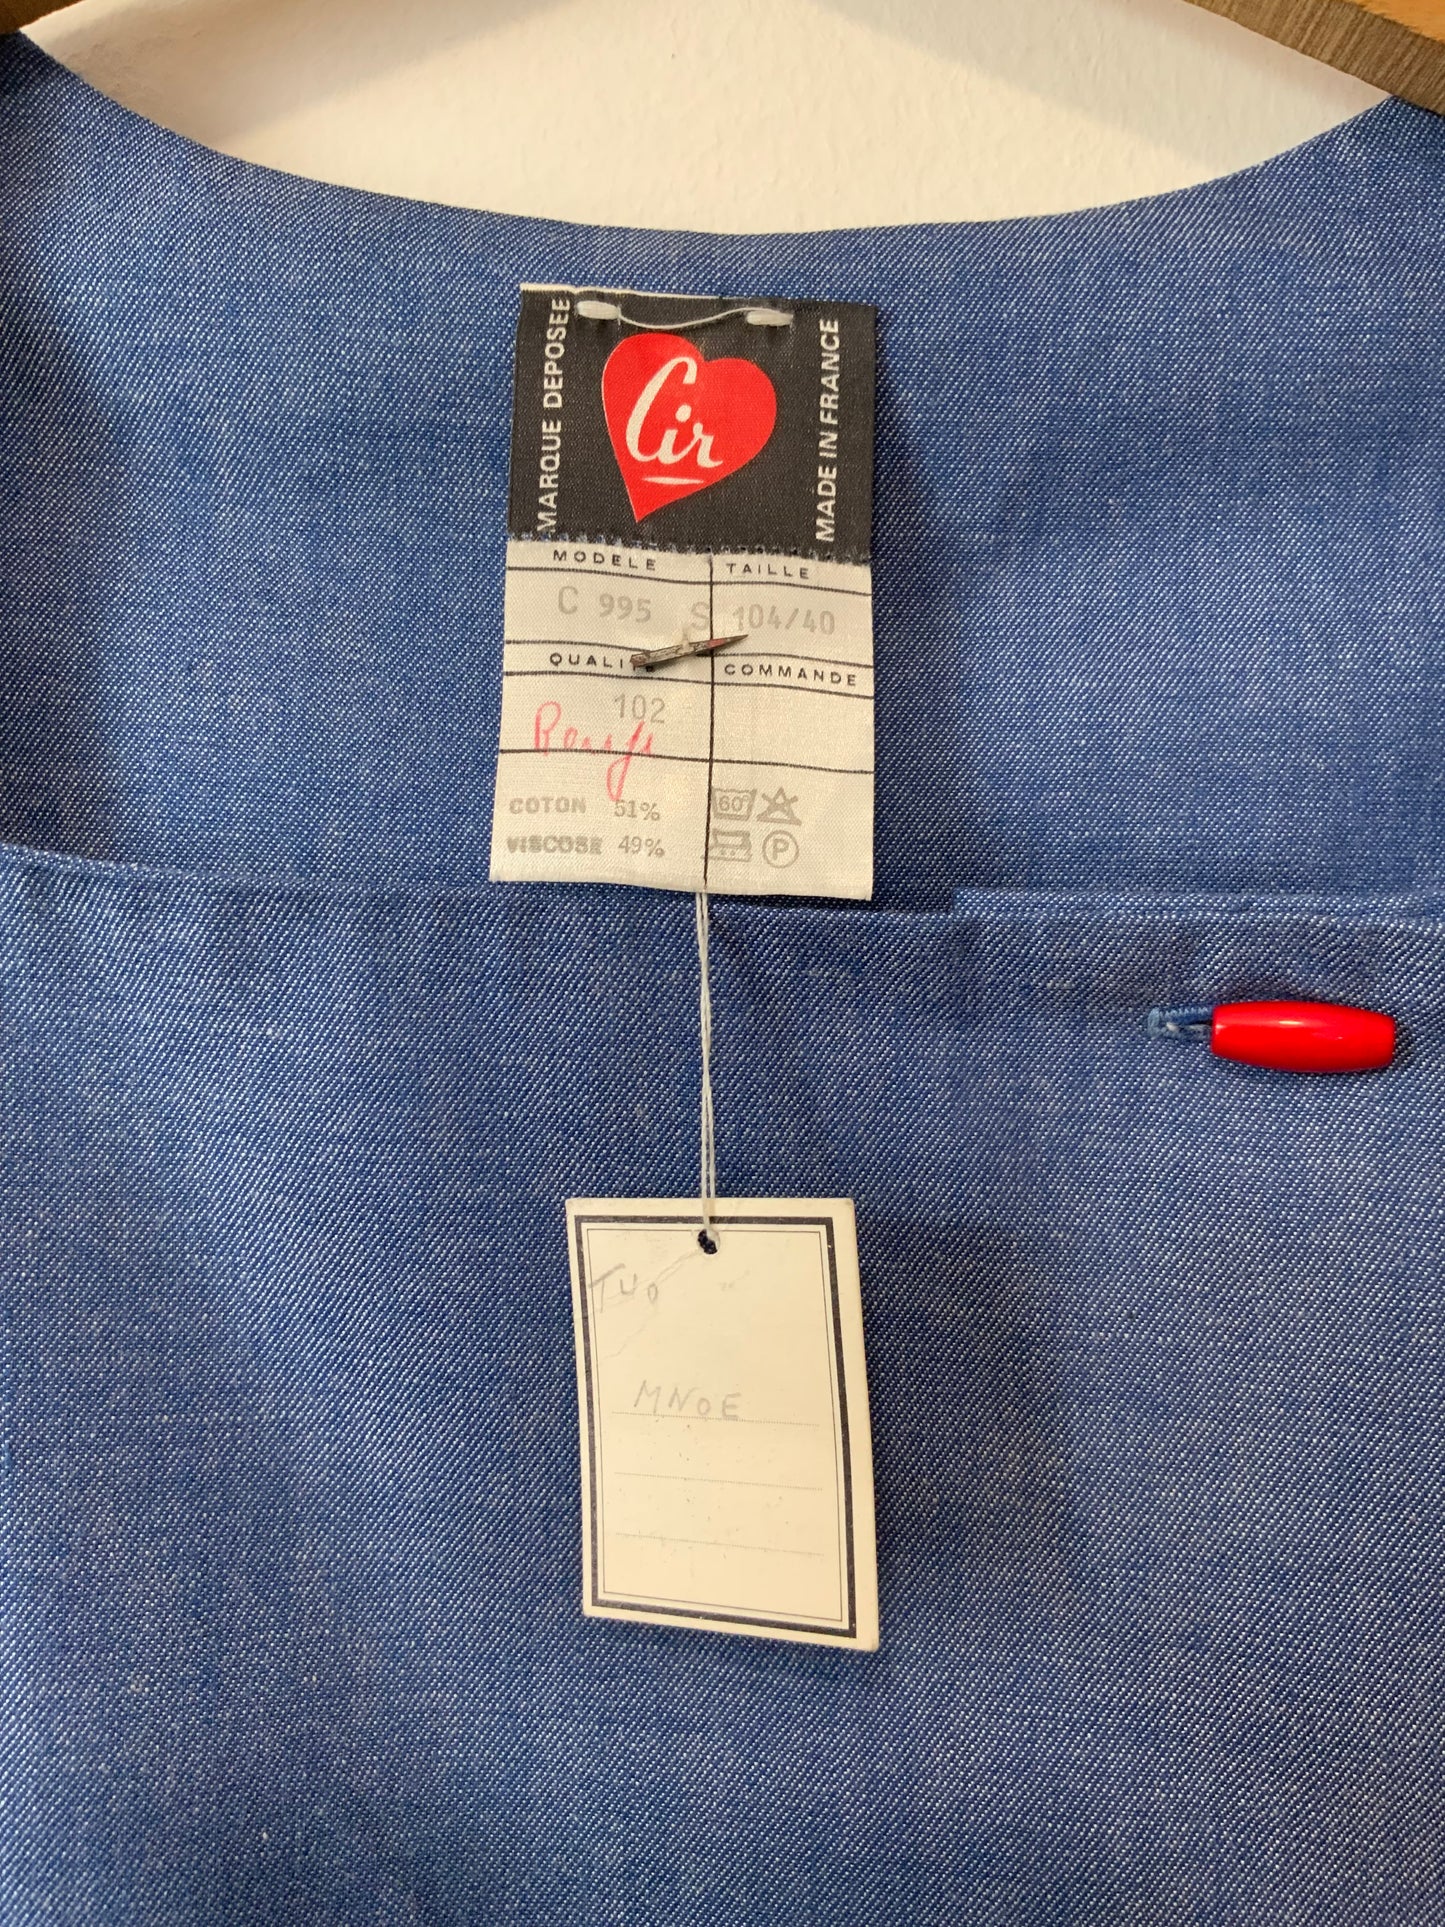 MARQUE DEPOSEE
Cir
MADE IN FRANCE
MODELE TAILLE
C 995 S 104/40
QUALITE COMMANDE
102
COTON 51% 60°
VISCOSE 49% P
MNOE